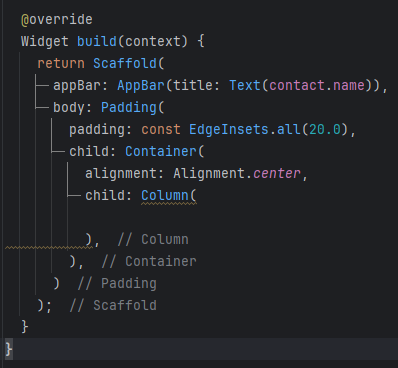 @override
Widget build(context) {
return Scaffold(
appBar: AppBar(title: Text(contact.name)),
body: Padding(
padding: const EdgeInsets.all(20.0),
child: Container(
alignment: Alignment.center,
child: Column(
), // Column
), // Container
) // Padding
); // Scaffold
}
}